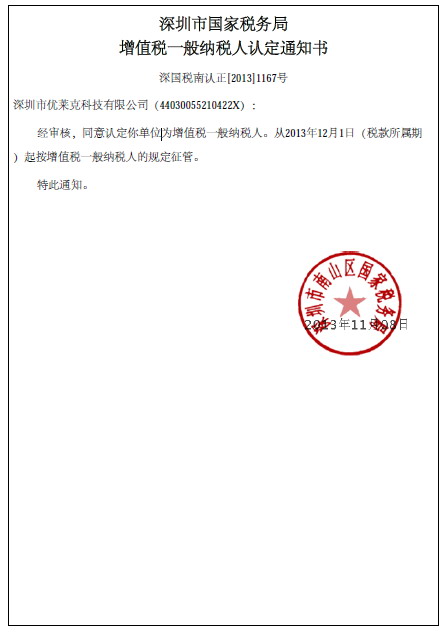 深圳市国家税务局
增值税一般纳税人认定通知书
深国税南认正[2013]1167号
深圳市优莱克科技有限公司（44030055210422X）：
经审核，同意认定你单位为增值税一般纳税人。从2013年12月1日（税款所属期
）起按增值税一般纳税人的规定征管。
特此通知。
深圳市南山区国家税务局
2013年11月08日